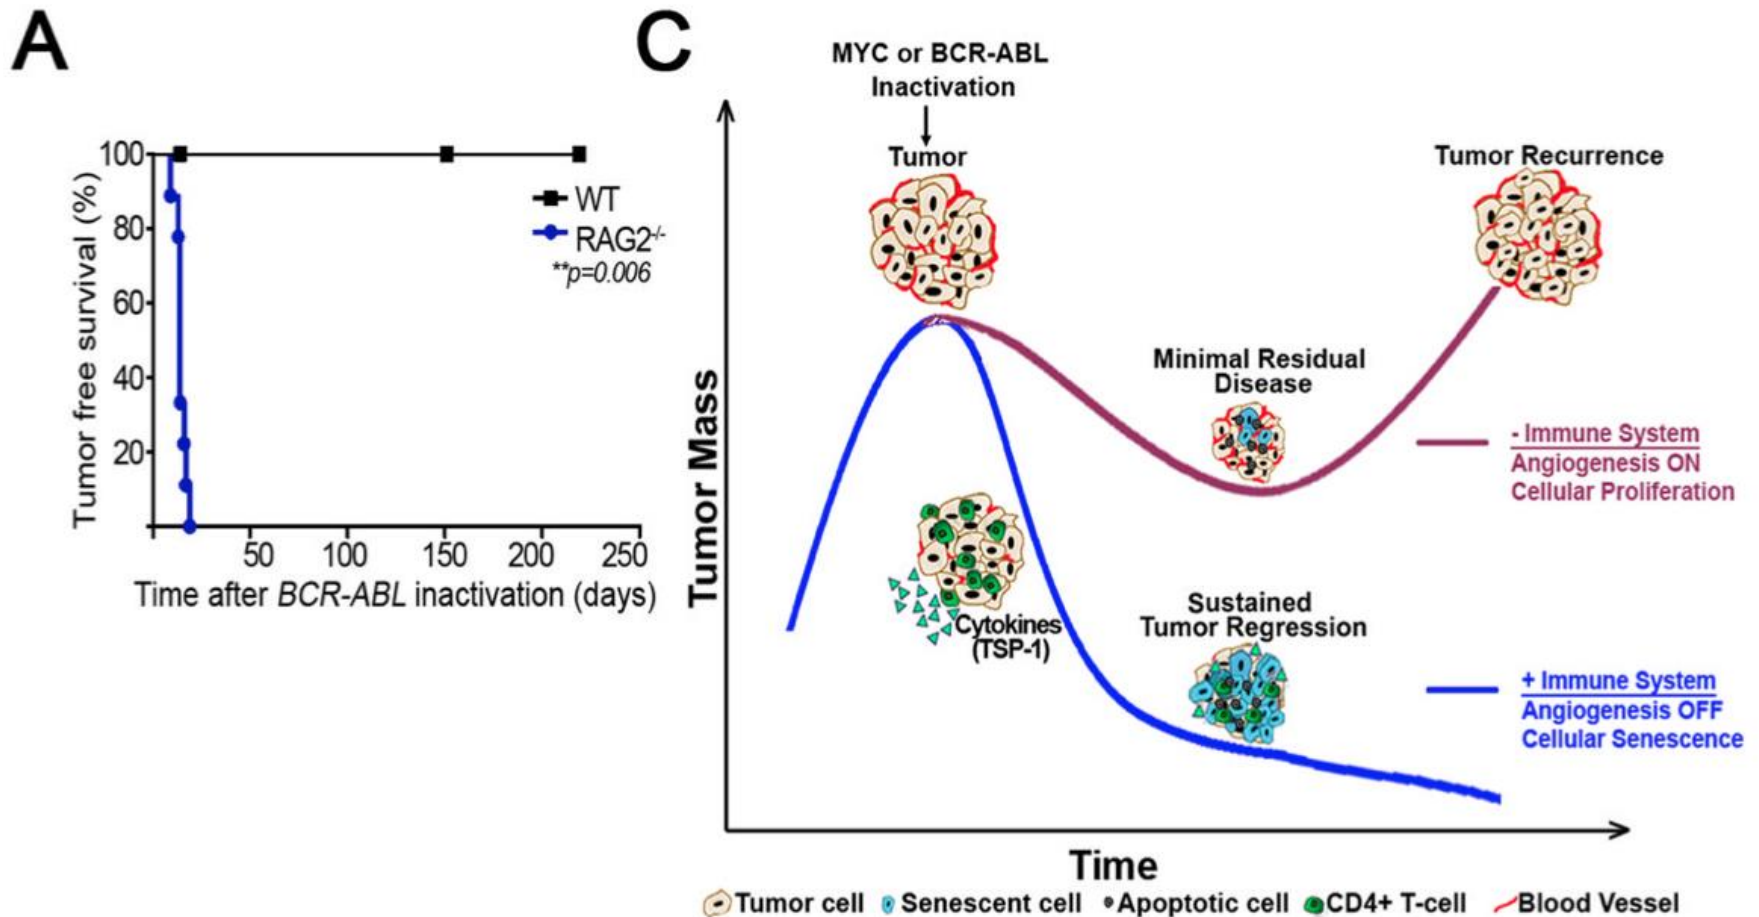 A
100
80
60
40
20
Tumor free survival (%)
WT
RAG2-/-
**p=0.006
50 100 150 200 250
Time after BCR-ABL inactivation (days)
C
MYC or BCR-ABL
Inactivation
Tumor
Tumor Recurrence
Minimal Residual
Disease
- Immune System
Angiogenesis ON
Cellular Proliferation
Tumor Mass
Cytokines
(TSP-1)
Sustained
Tumor Regression
+ Immune System
Angiogenesis OFF
Cellular Senescence
Time
Tumor cell Senescent cell Apoptotic cell CD4+ T-cell Blood Vessel